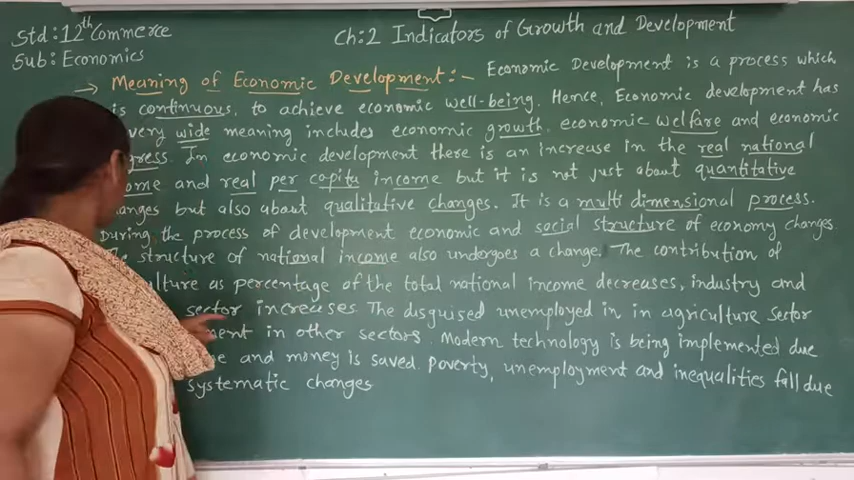 Std: 12th Commerce
Sub: Economics
Ch:2 Indicators of Growth and Development
→ Meaning of Economic Development :- Economic Development is a process which
is continuous, to achieve economic well-being. Hence, Economic development has
very wide meaning includes economic growth, economic welfare and economic
In economic development there is an increase in the real national
and real per capita income but it is not just about quantitative
but also about qualitative changes. It is a multi dimensional process.
During the process of development economic and social structure of economy changes.
structure of national income also undergoes a change. The contribution of
as percentage of the total national income decreases, industry and
sector increases. The disguised unemployed in in agriculture sector
in other sectors. Modern technology is being implemented due
and money is saved. Poverty, unemployment and inequalities fall due
systematic changes